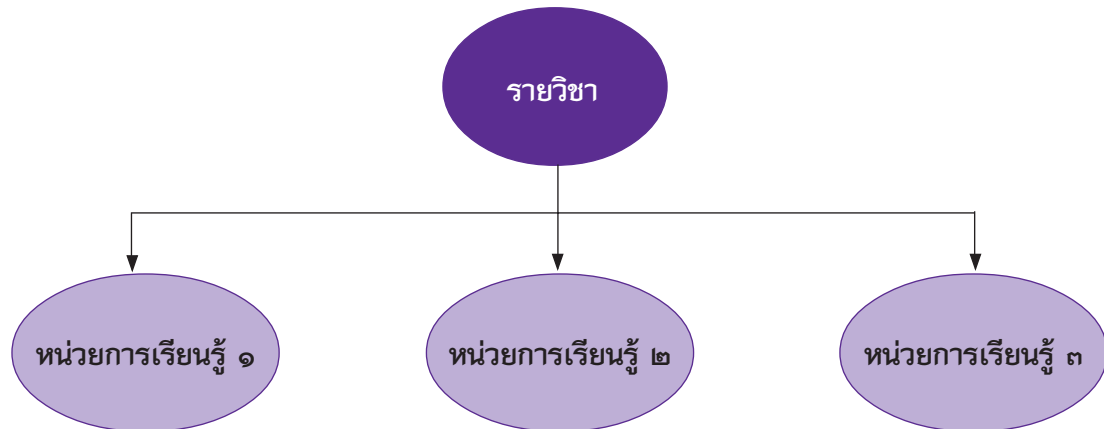 รายวิชา
หน่วยการเรียนรู้ ๑
หน่วยการเรียนรู้ ๒
หน่วยการเรียนรู้ ๓